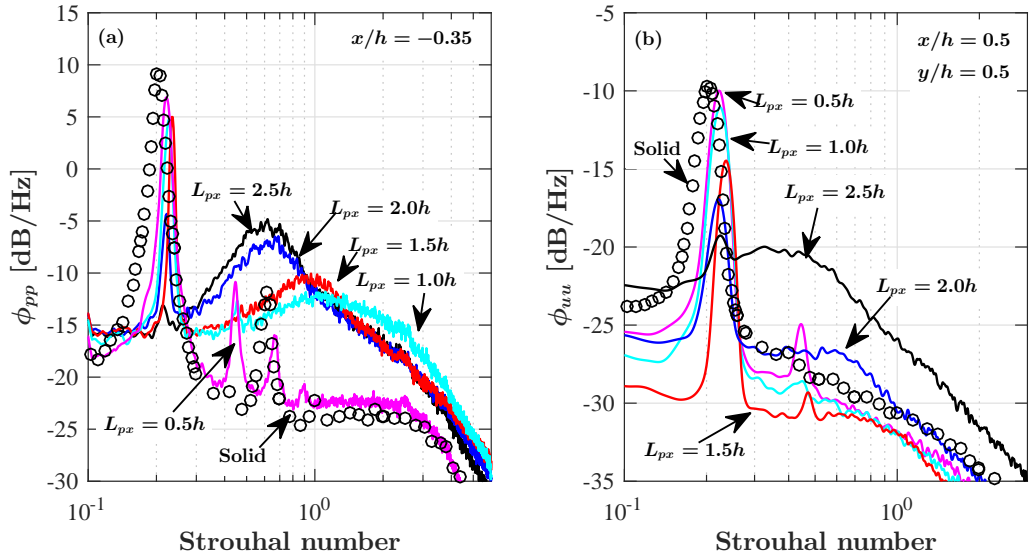 (a)
x/h = −0.35
15
10
5
0
-5
-10
-15
-20
-25
-30
ϕpp [dB/Hz]
Lpx = 2.5h
Lpx = 2.0h
Lpx = 1.5h
Lpx = 1.0h
Lpx = 0.5h
Solid
10-1
100
Strouhal number
(b)
x/h = 0.5
y/h = 0.5
-5
-10
-15
-20
-25
-30
-35
ϕuu [dB/Hz]
Lpx = 0.5h
Lpx = 1.0h
Solid
Lpx = 2.5h
Lpx = 2.0h
Lpx = 1.5h
10-1
100
Strouhal number